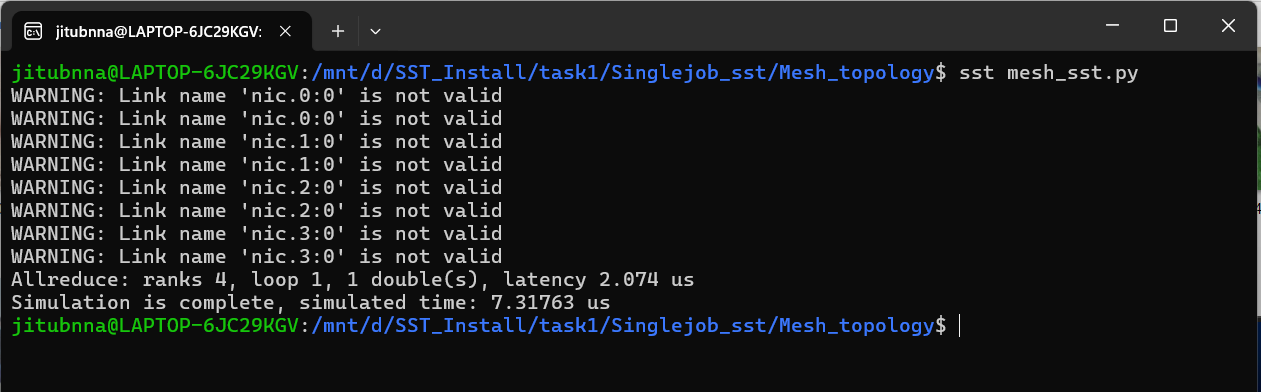 jitubnna@LAPTOP-6JC29KGV:
jitubnna@LAPTOP-6JC29KGV:/mnt/d/SST_Install/task1/Singlejob_sst/Mesh_topology$ sst mesh_sst.py
WARNING: Link name 'nic.0:0' is not valid
WARNING: Link name 'nic.0:0' is not valid
WARNING: Link name 'nic.1:0' is not valid
WARNING: Link name 'nic.1:0' is not valid
WARNING: Link name 'nic.2:0' is not valid
WARNING: Link name 'nic.2:0' is not valid
WARNING: Link name 'nic.3:0' is not valid
WARNING: Link name 'nic.3:0' is not valid
Allreduce: ranks 4, loop 1, 1 double(s), latency 2.074 us
Simulation is complete, simulated time: 7.31763 us
jitubnna@LAPTOP-6JC29KGV:/mnt/d/SST_Install/task1/Singlejob_sst/Mesh_topology$